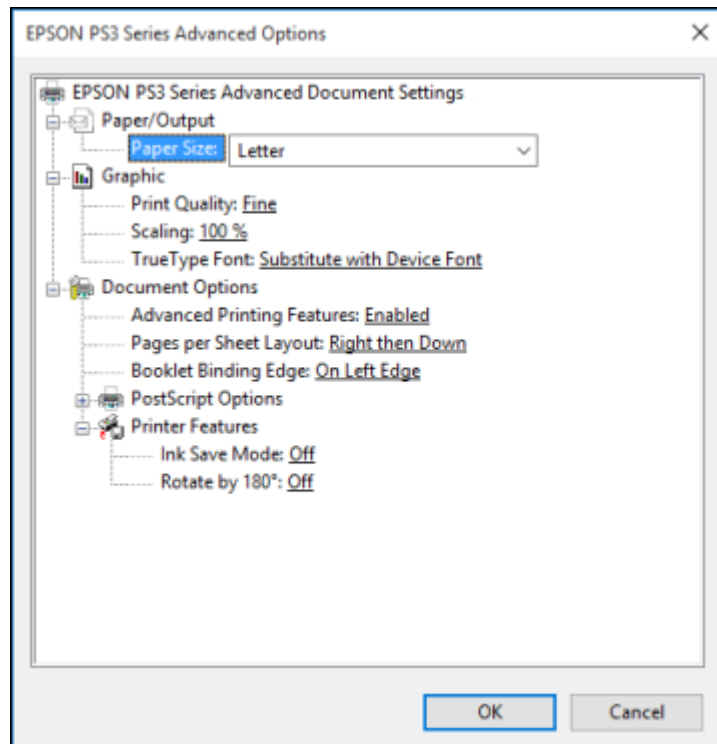 EPSON PS3 Series Advanced Options
EPSON PS3 Series Advanced Document Settings
Paper/Output
Paper Size: Letter
Graphic
Print Quality: Fine
Scaling: 100 %
TrueType Font: Substitute with Device Font
Document Options
Advanced Printing Features: Enabled
Pages per Sheet Layout: Right then Down
Booklet Binding Edge: On Left Edge
PostScript Options
Printer Features
Ink Save Mode: Off
Rotate by 180°: Off
OK Cancel